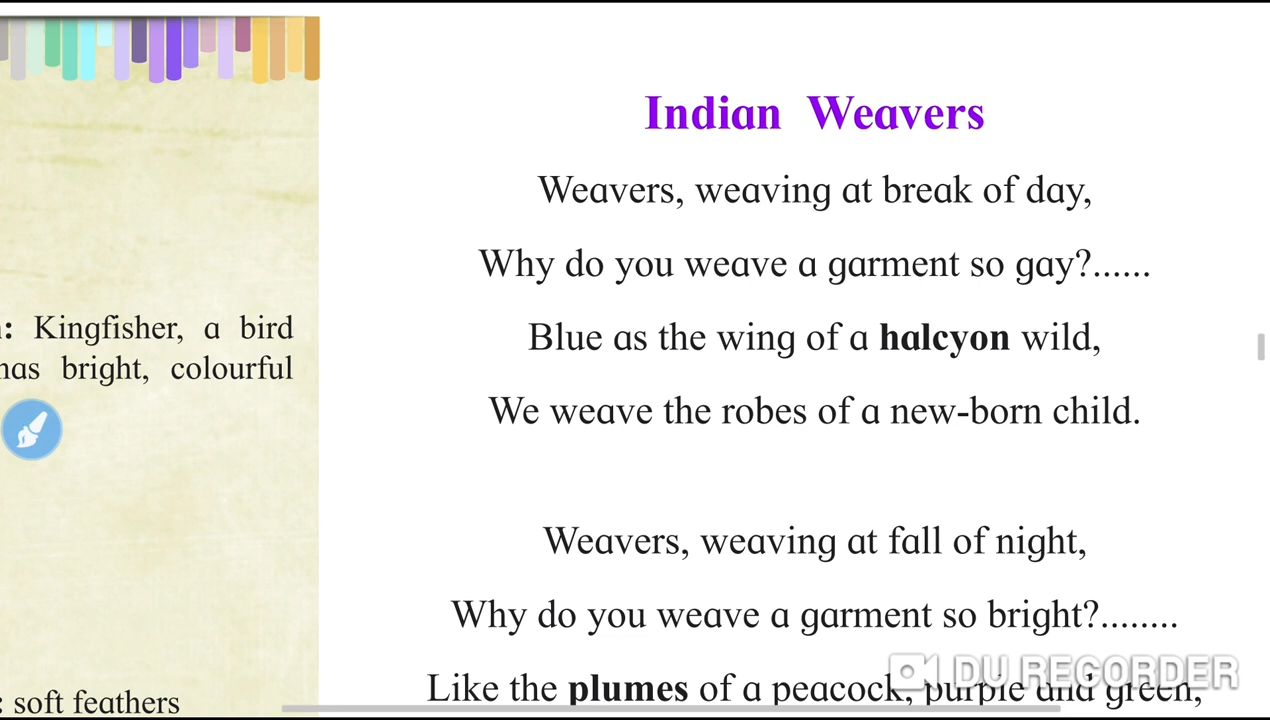 Indian Weavers
Weavers, weaving at break of day,
Why do you weave a garment so gay?......
Blue as the wing of a halcyon wild,
We weave the robes of a new-born child.
Weavers, weaving at fall of night,
Why do you weave a garment so bright?........
Like the plumes of a peacock, purple and green,
: Kingfisher, a bird
has bright, colourful
: soft feathers
DU RECORDER